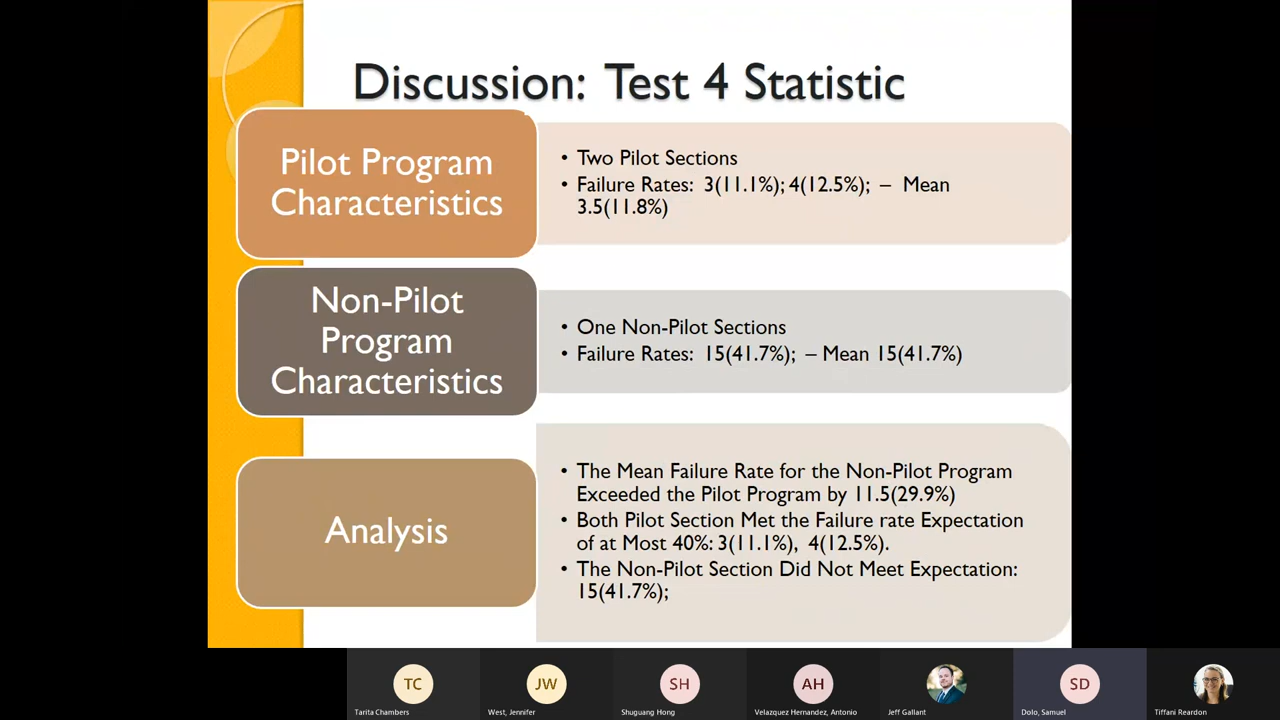 Discussion: Test 4 Statistic
Pilot Program
Characteristics
• Two Pilot Sections
• Failure Rates: 3(11.1%); 4(12.5%); – Mean
3.5(11.8%)
Non-Pilot
Program
Characteristics
• One Non-Pilot Sections
• Failure Rates: 15(41.7%); – Mean 15(41.7%)
Analysis
• The Mean Failure Rate for the Non-Pilot Program
Exceeded the Pilot Program by 11.5(29.9%)
• Both Pilot Section Met the Failure rate Expectation
of at Most 40%: 3(11.1%), 4(12.5%).
• The Non-Pilot Section Did Not Meet Expectation:
15(41.7%);
TC
JW
SH
AH
SD
Tarita Chambers
West, Jennifer
Shuguang Hong
Velazquez Hernandez, Antonio
Jeff Gallant
Dolo, Samuel
Tiffani Reardon